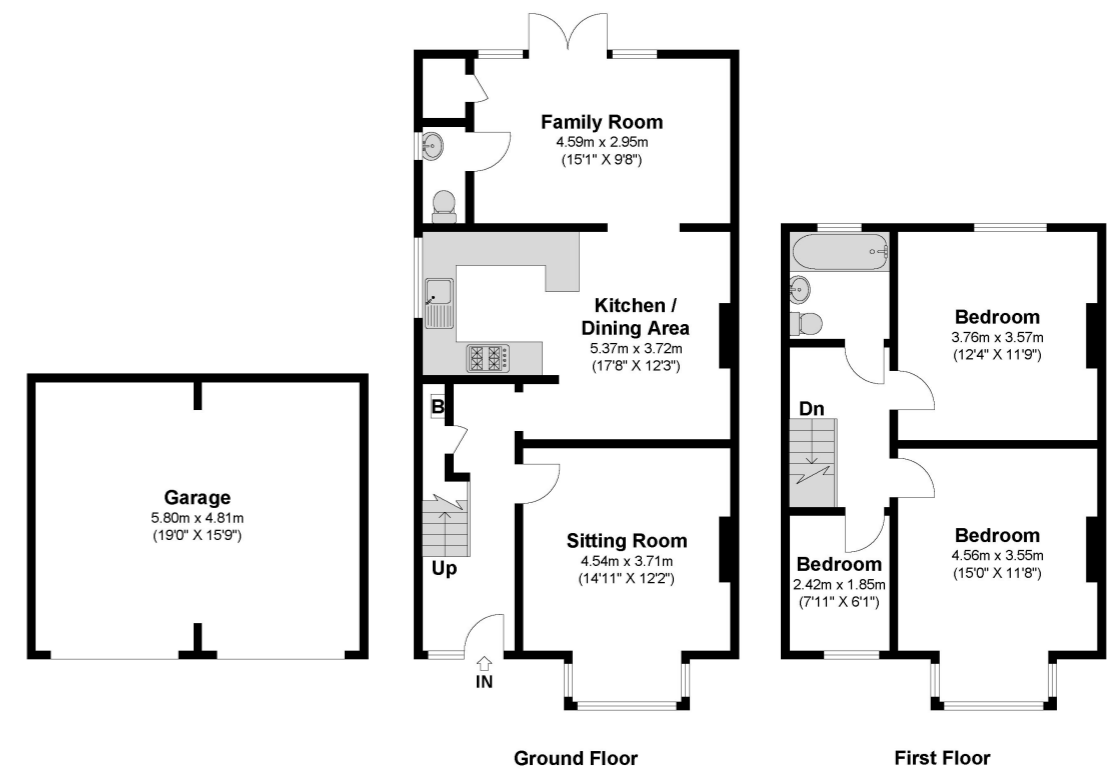 Family Room
4.59m x 2.95m
(15'1" X 9'8")
Kitchen /
Dining Area
5.37m x 3.72m
(17'8" X 12'3")
B
Up
Sitting Room
4.54m x 3.71m
(14'11" X 12'2")
IN
Garage
5.80m x 4.81m
(19'0" X 15'9")
Bedroom
3.76m x 3.57m
(12'4" X 11'9")
Dn
Bedroom
4.56m x 3.55m
(15'0" X 11'8")
Bedroom
2.42m x 1.85m
(7'11" X 6'1")
Ground Floor
First Floor